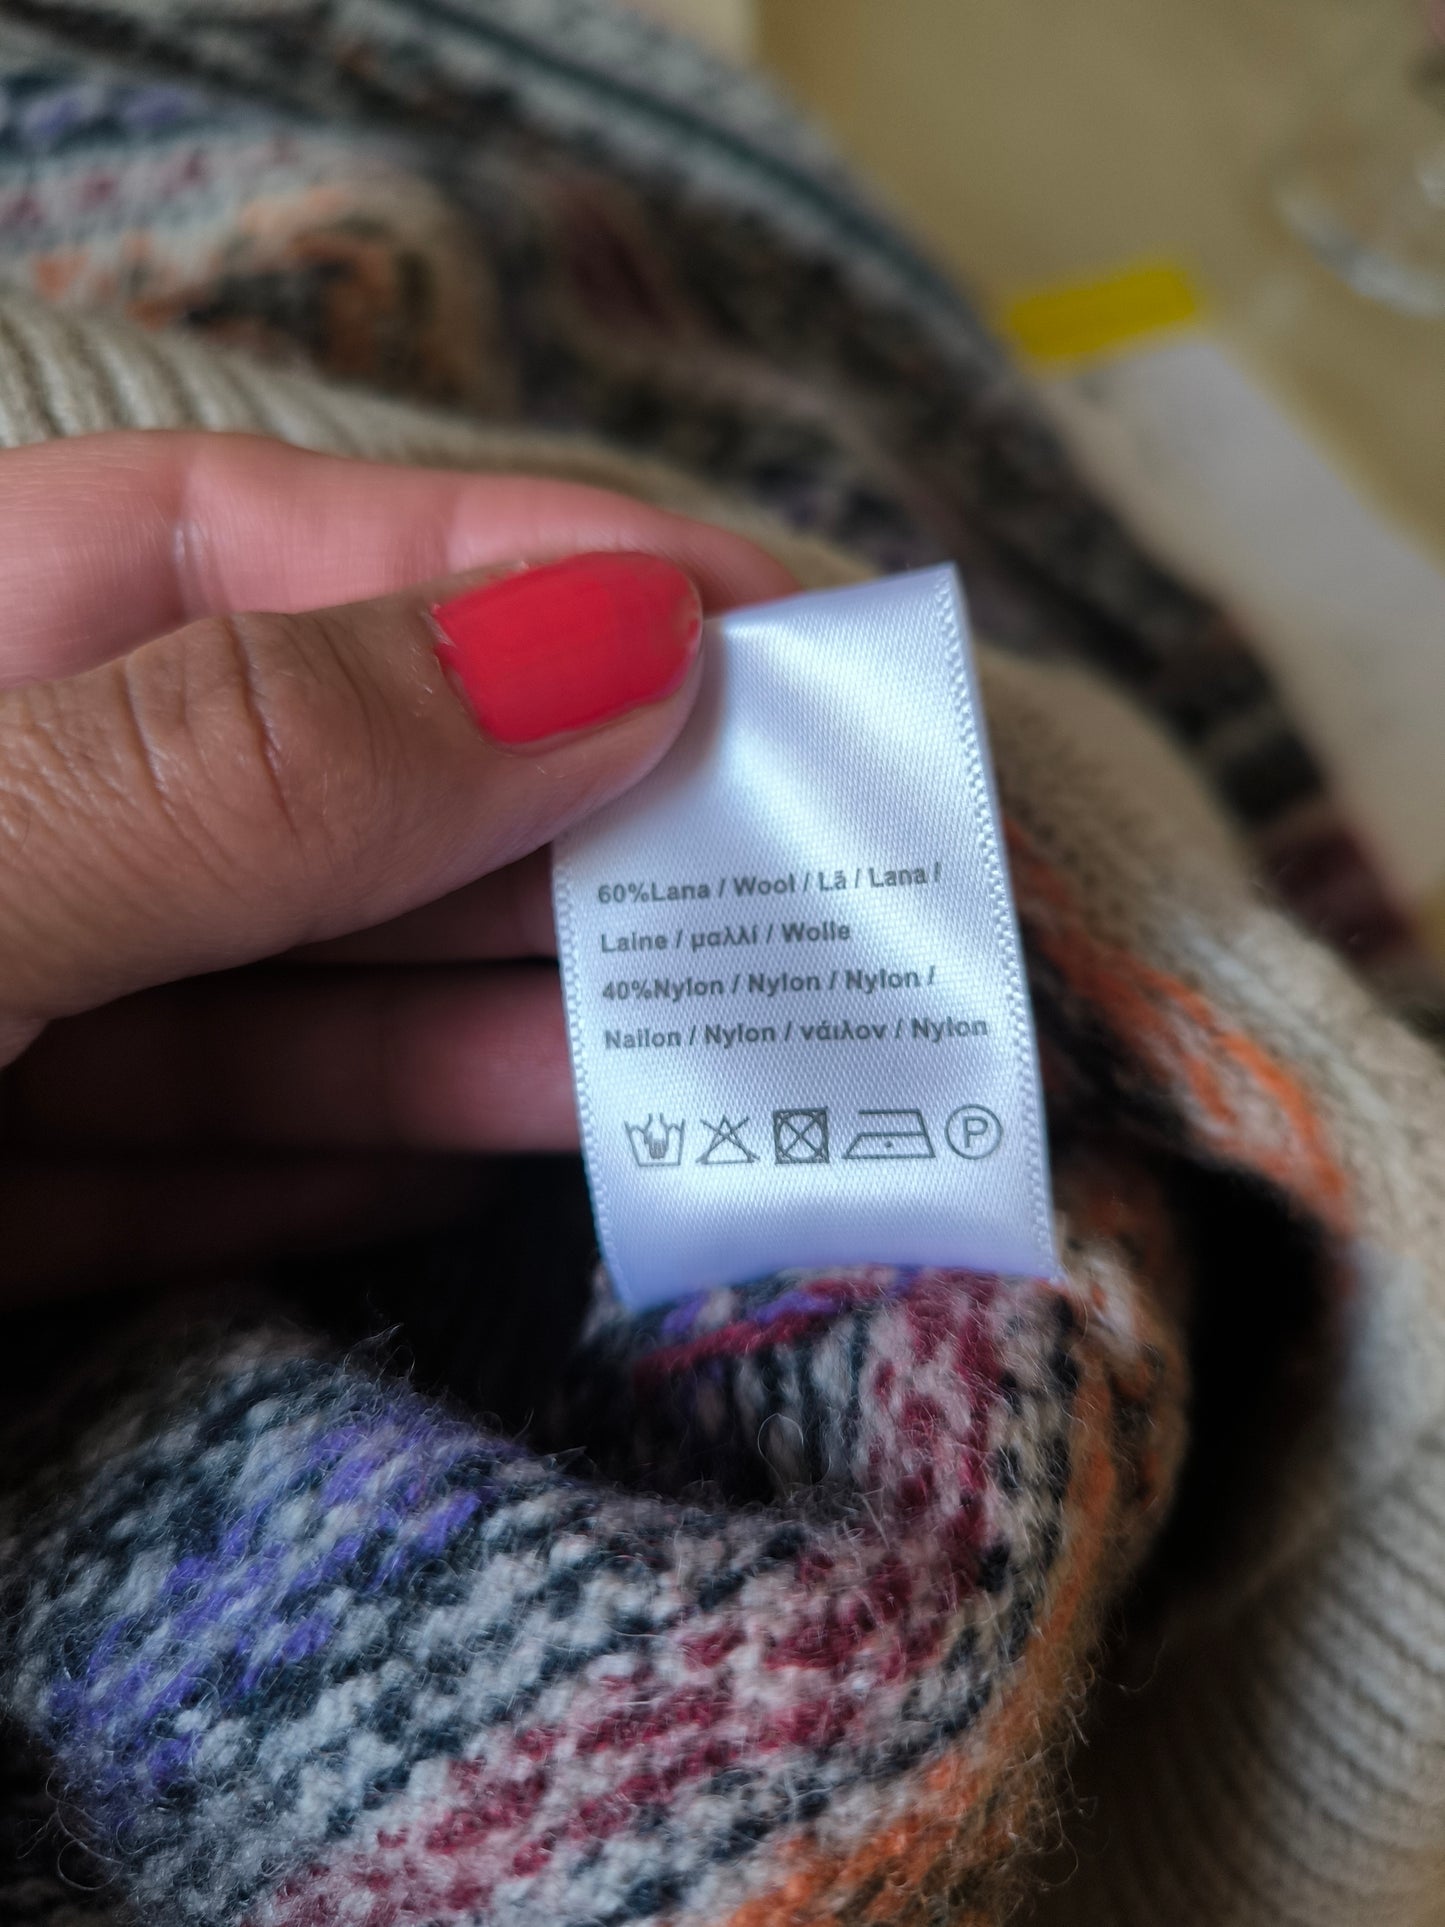 60%Lana / Wool / Lã / Lana /
Laine / μαλλί / Wolle
40%Nylon / Nylon / Nylon /
Nailon / Nylon / νάιλον / Nylon
P